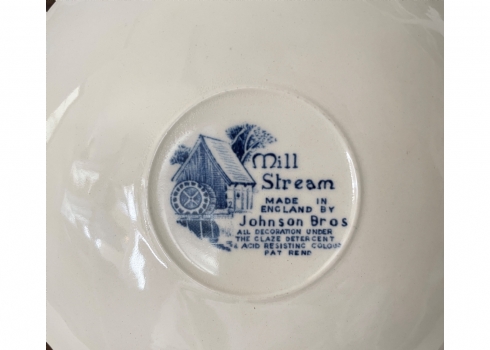 Mill
Stream
MADE IN
ENGLAND BY
Johnson Bros
ALL DECORATION UNDER
THE GLAZE DETERGENT
& ACID RESISTING COLOUR
PAT REND